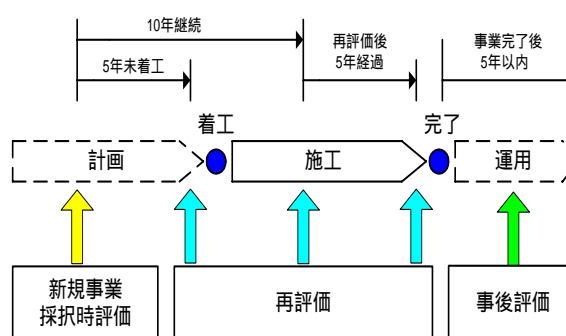 10年継続
再評価後
5年経過
事業完了後
5年以内
5年未着工
着工
完了
計画
施工
運用
新規事業
採択時評価
再評価
事後評価